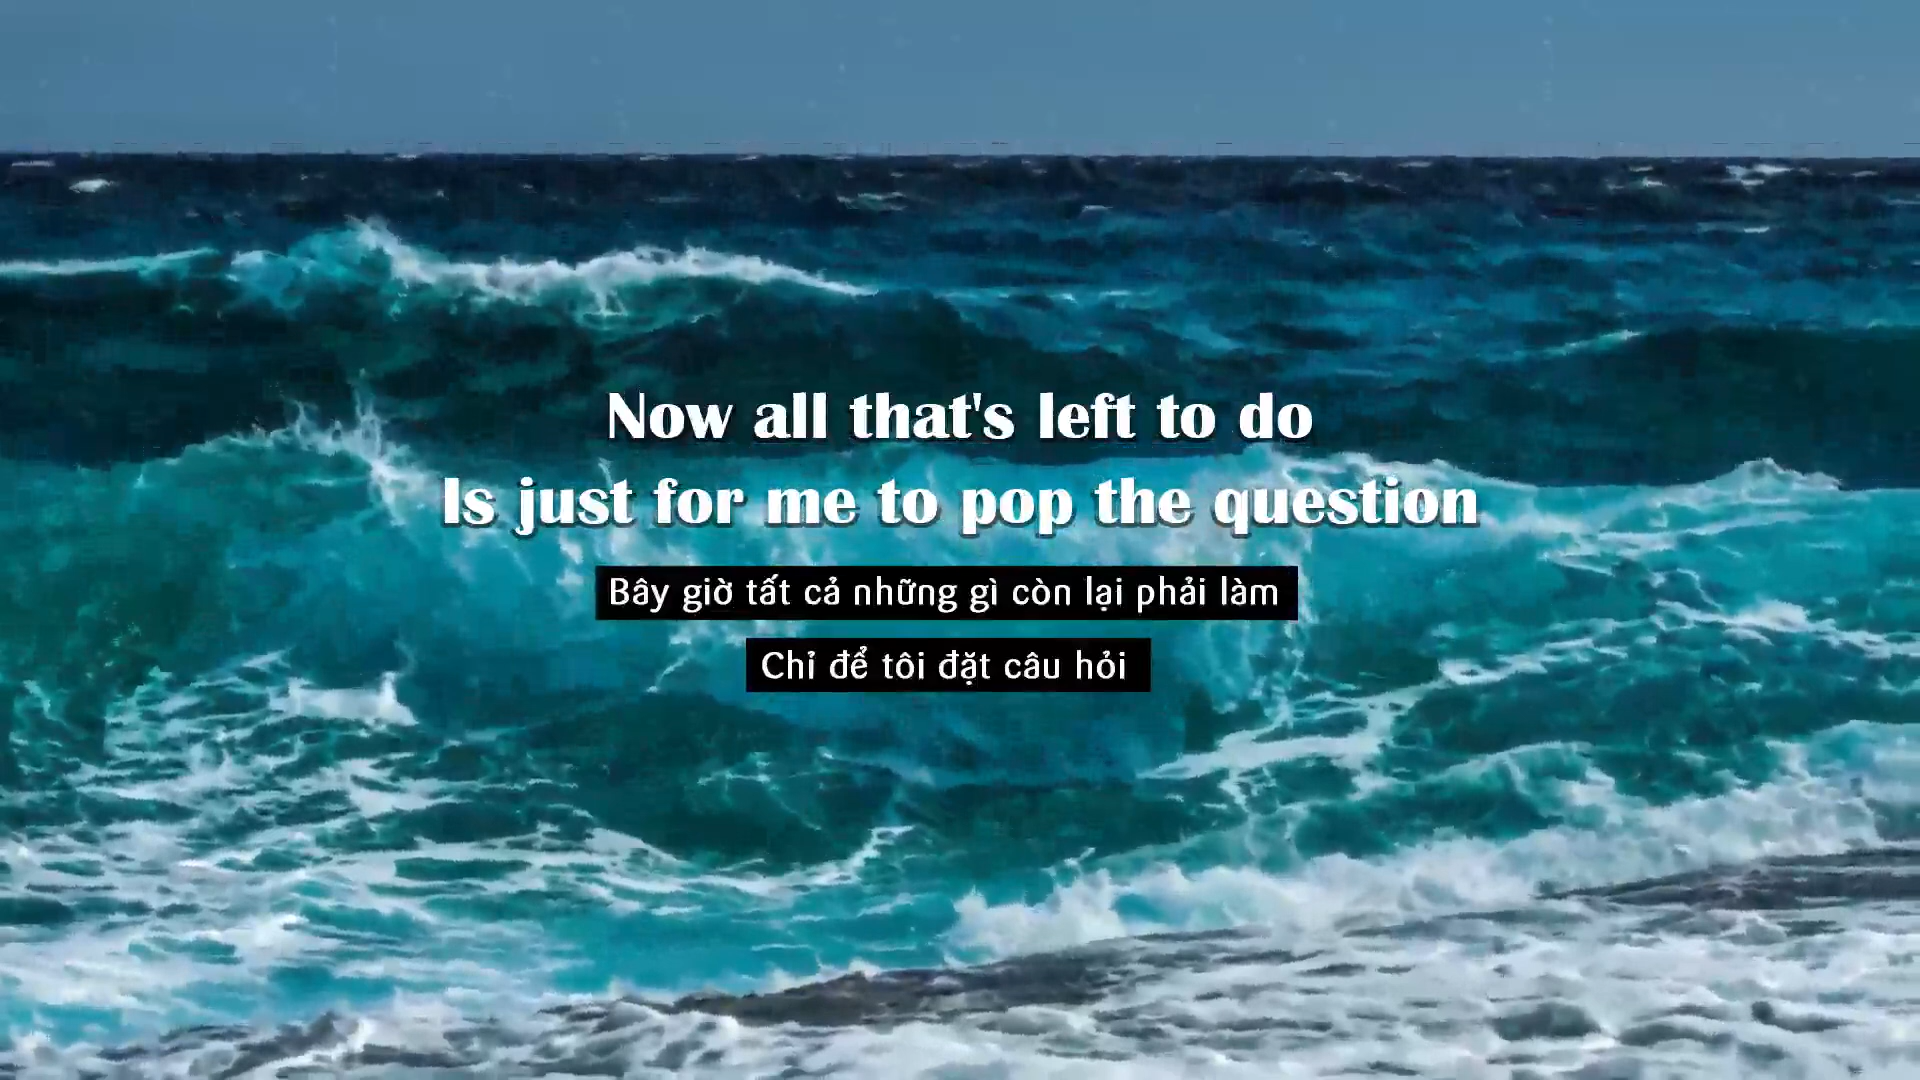 Now all that's left to do
Is just for me to pop the question
Bây giờ tất cả những gì còn lại phải làm
Chỉ để tôi đặt câu hỏi